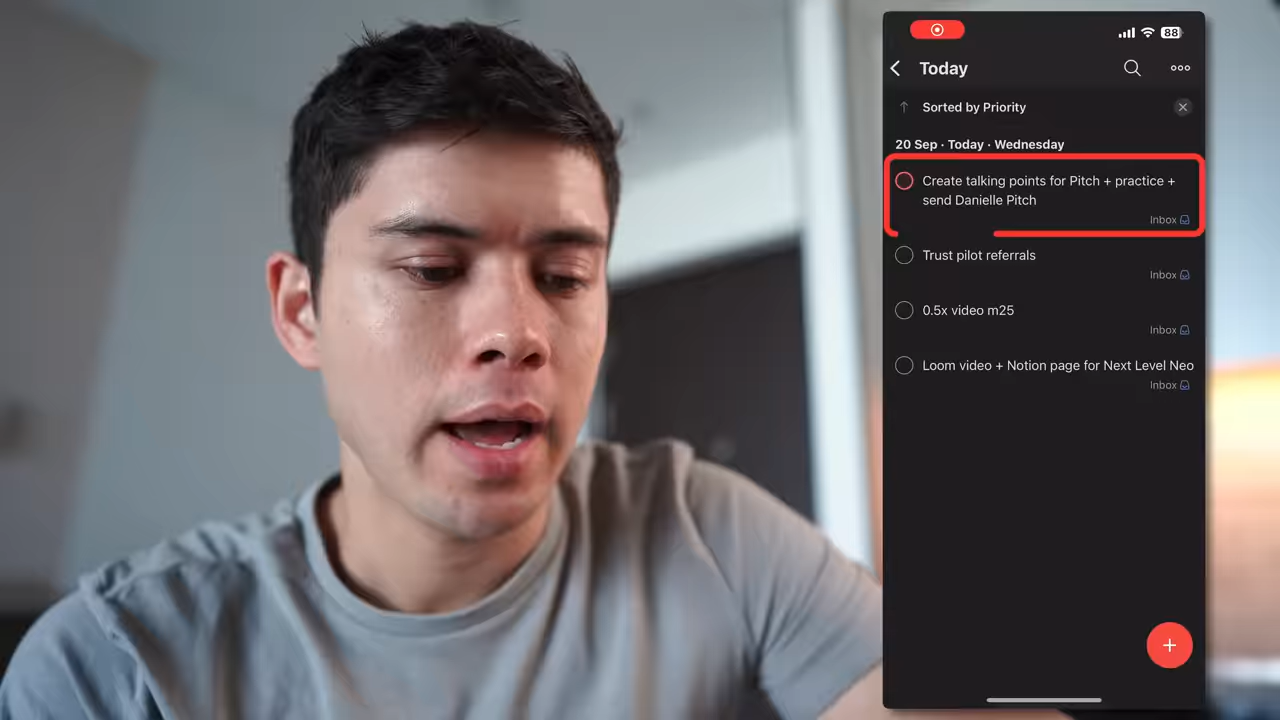 88
Today
Sorted by Priority
20 Sep · Today · Wednesday
Create talking points for Pitch + practice +
send Danielle Pitch
Inbox
Trust pilot referrals
Inbox
0.5x video m25
Inbox
Loom video + Notion page for Next Level Neo
Inbox